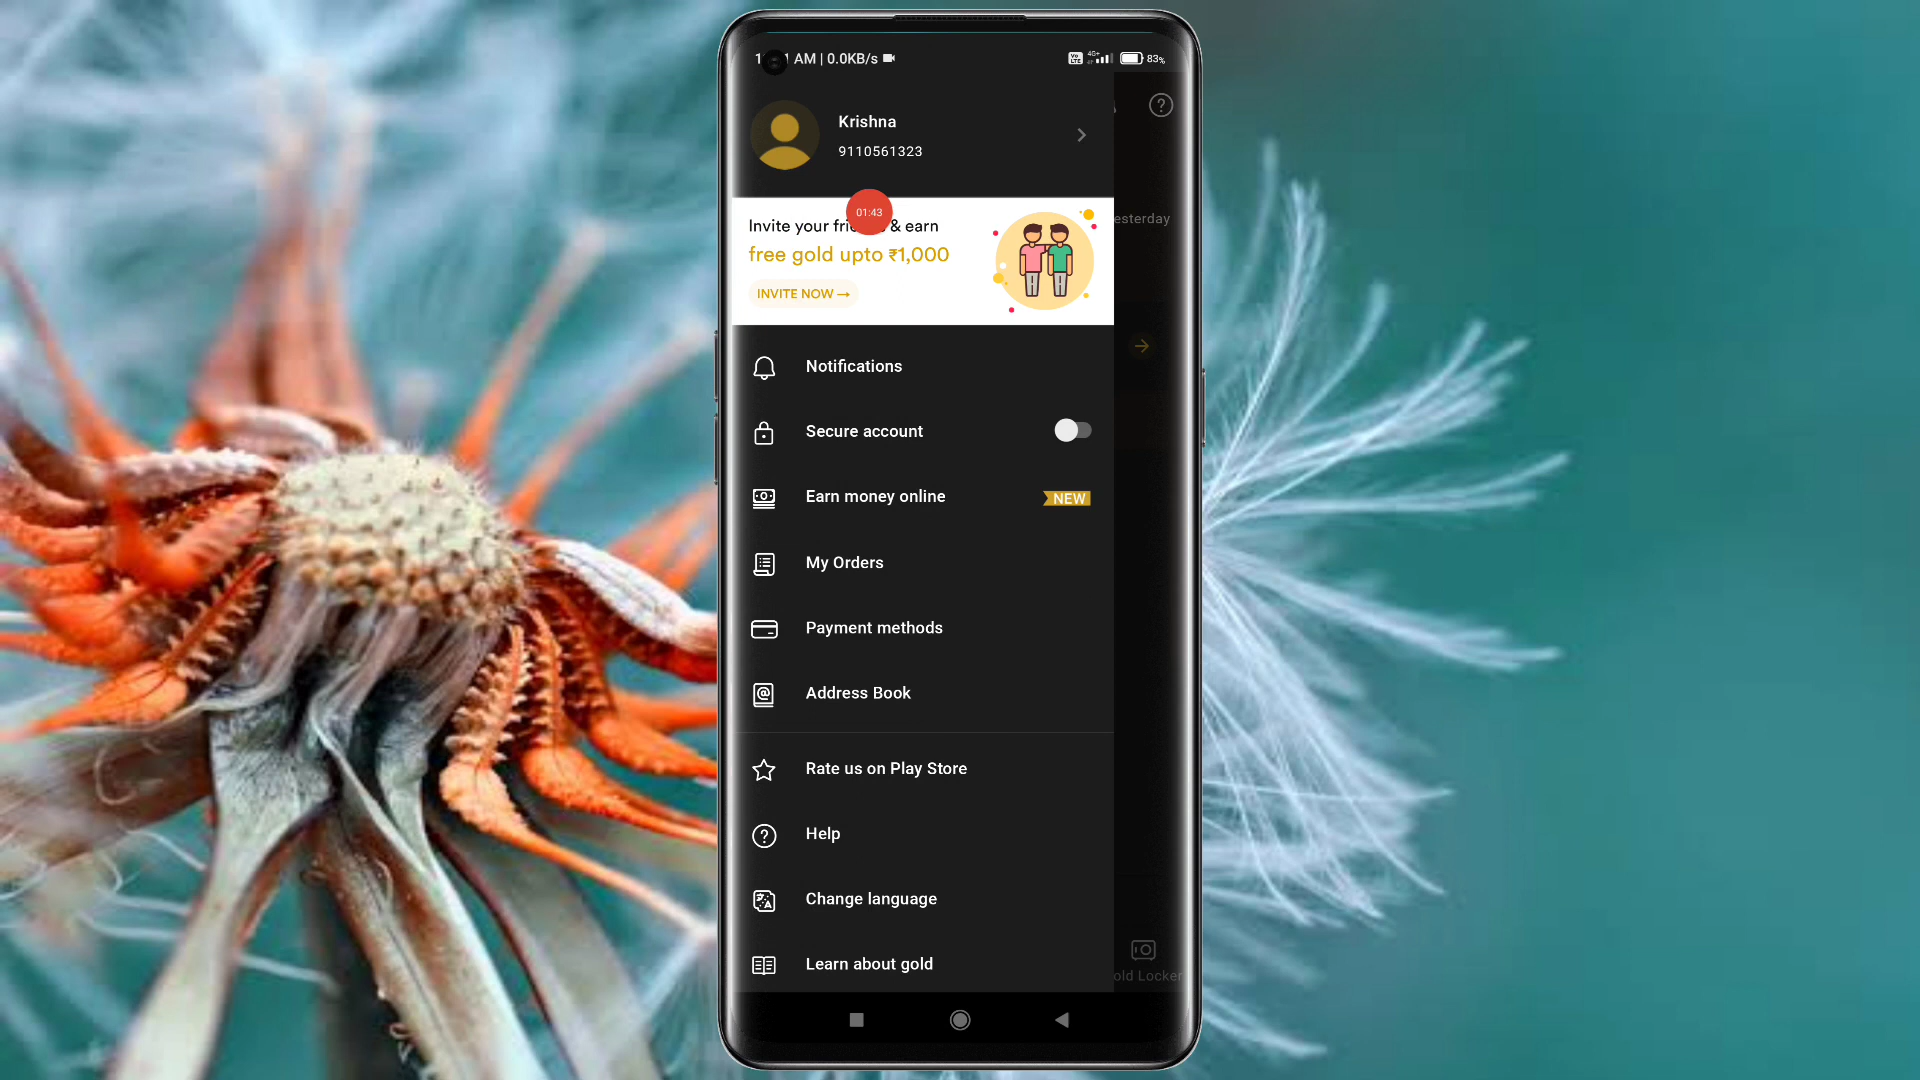 AM | 0.0KB/s
83%
Krishna
9110561323
esterday
01:43
Invite your & earn
free gold upto ₹1,000
INVITE NOW →
Notifications
Secure account
Earn money online NEW
My Orders
Payment methods
Address Book
Rate us on Play Store
Help
Change language
Learn about gold
old Locker